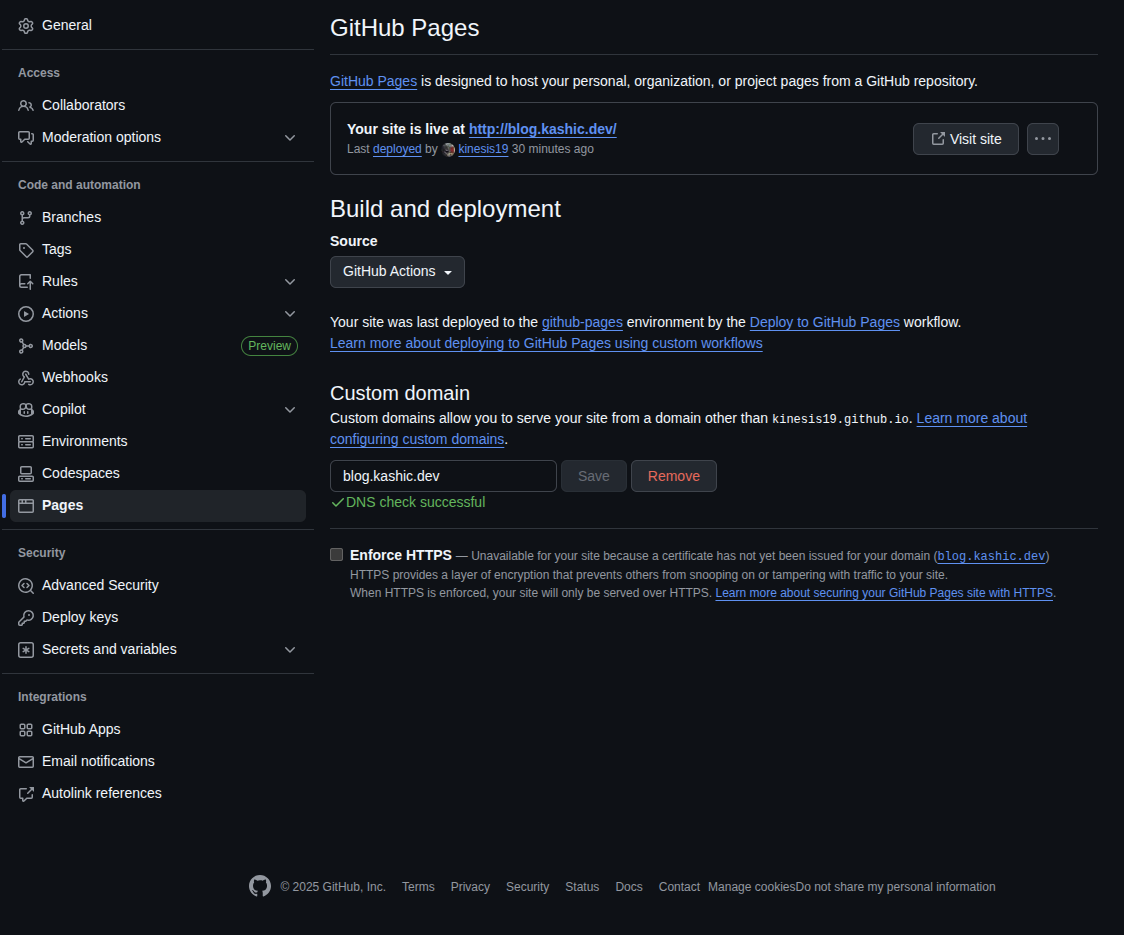 General
Access
Collaborators
Moderation options
Code and automation
Branches
Tags
Rules
Actions
Models
Preview
Webhooks
Copilot
Environments
Codespaces
Pages
Security
Advanced Security
Deploy keys
Secrets and variables
Integrations
GitHub Apps
Email notifications
Autolink references
GitHub Pages
GitHub Pages is designed to host your personal, organization, or project pages from a GitHub repository.
Your site is live at http://blog.kashic.dev/
Last deployed by kinesis19 30 minutes ago
Visit site
Build and deployment
Source
GitHub Actions
Your site was last deployed to the github-pages environment by the Deploy to GitHub Pages workflow.
Learn more about deploying to GitHub Pages using custom workflows
Custom domain
Custom domains allow you to serve your site from a domain other than kinesis19.github.io. Learn more about
configuring custom domains.
blog.kashic.dev
Save
Remove
DNS check successful
Enforce HTTPS — Unavailable for your site because a certificate has not yet been issued for your domain (blog.kashic.dev)
HTTPS provides a layer of encryption that prevents others from snooping on or tampering with traffic to your site.
When HTTPS is enforced, your site will only be served over HTTPS. Learn more about securing your GitHub Pages site with HTTPS.
© 2025 GitHub, Inc. Terms Privacy Security Status Docs Contact Manage cookies Do not share my personal information